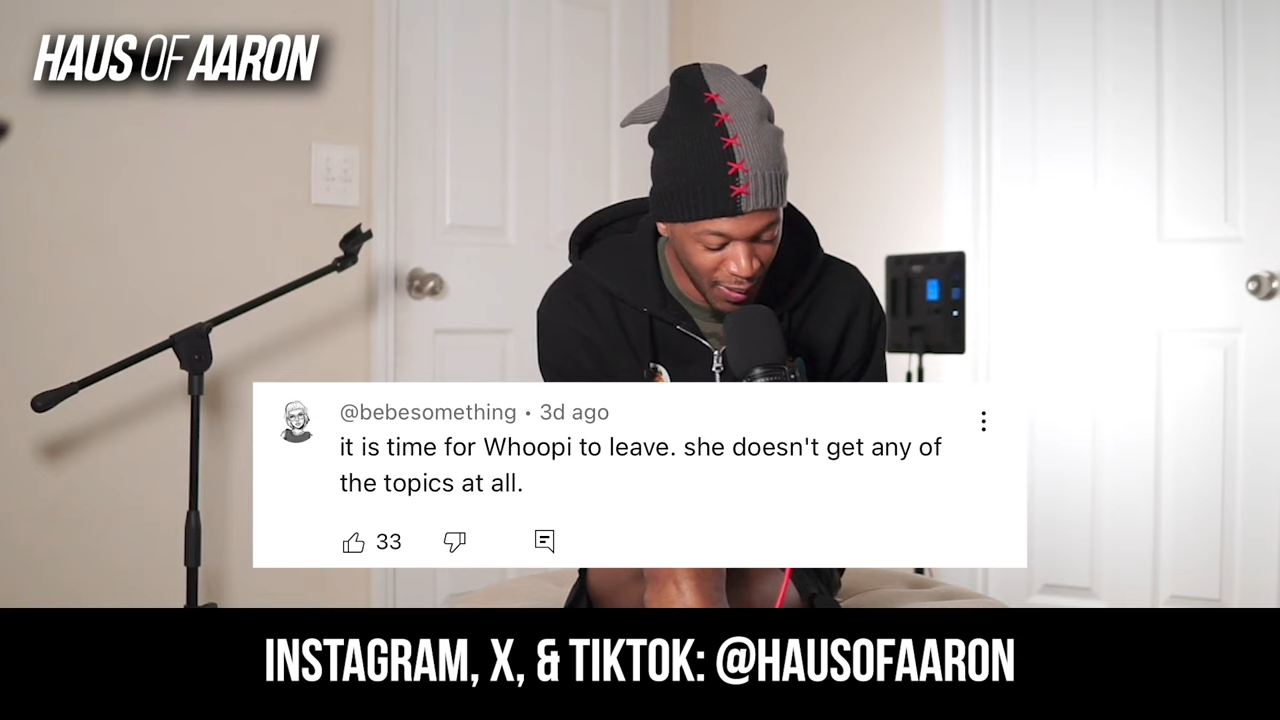 HAUS OF AARON
@bebesomething • 3d ago
it is time for Whoopi to leave. she doesn't get any of
the topics at all.
33
INSTAGRAM, X, & TIKTOK: @HAUSOFAARON